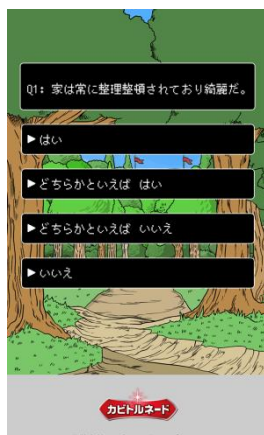 Q1: 家は常に整理整頓されており綺麗だ。
▶はい
▶どちらかといえば はい
▶どちらかといえば いいえ
▶いいえ
カビトルネード